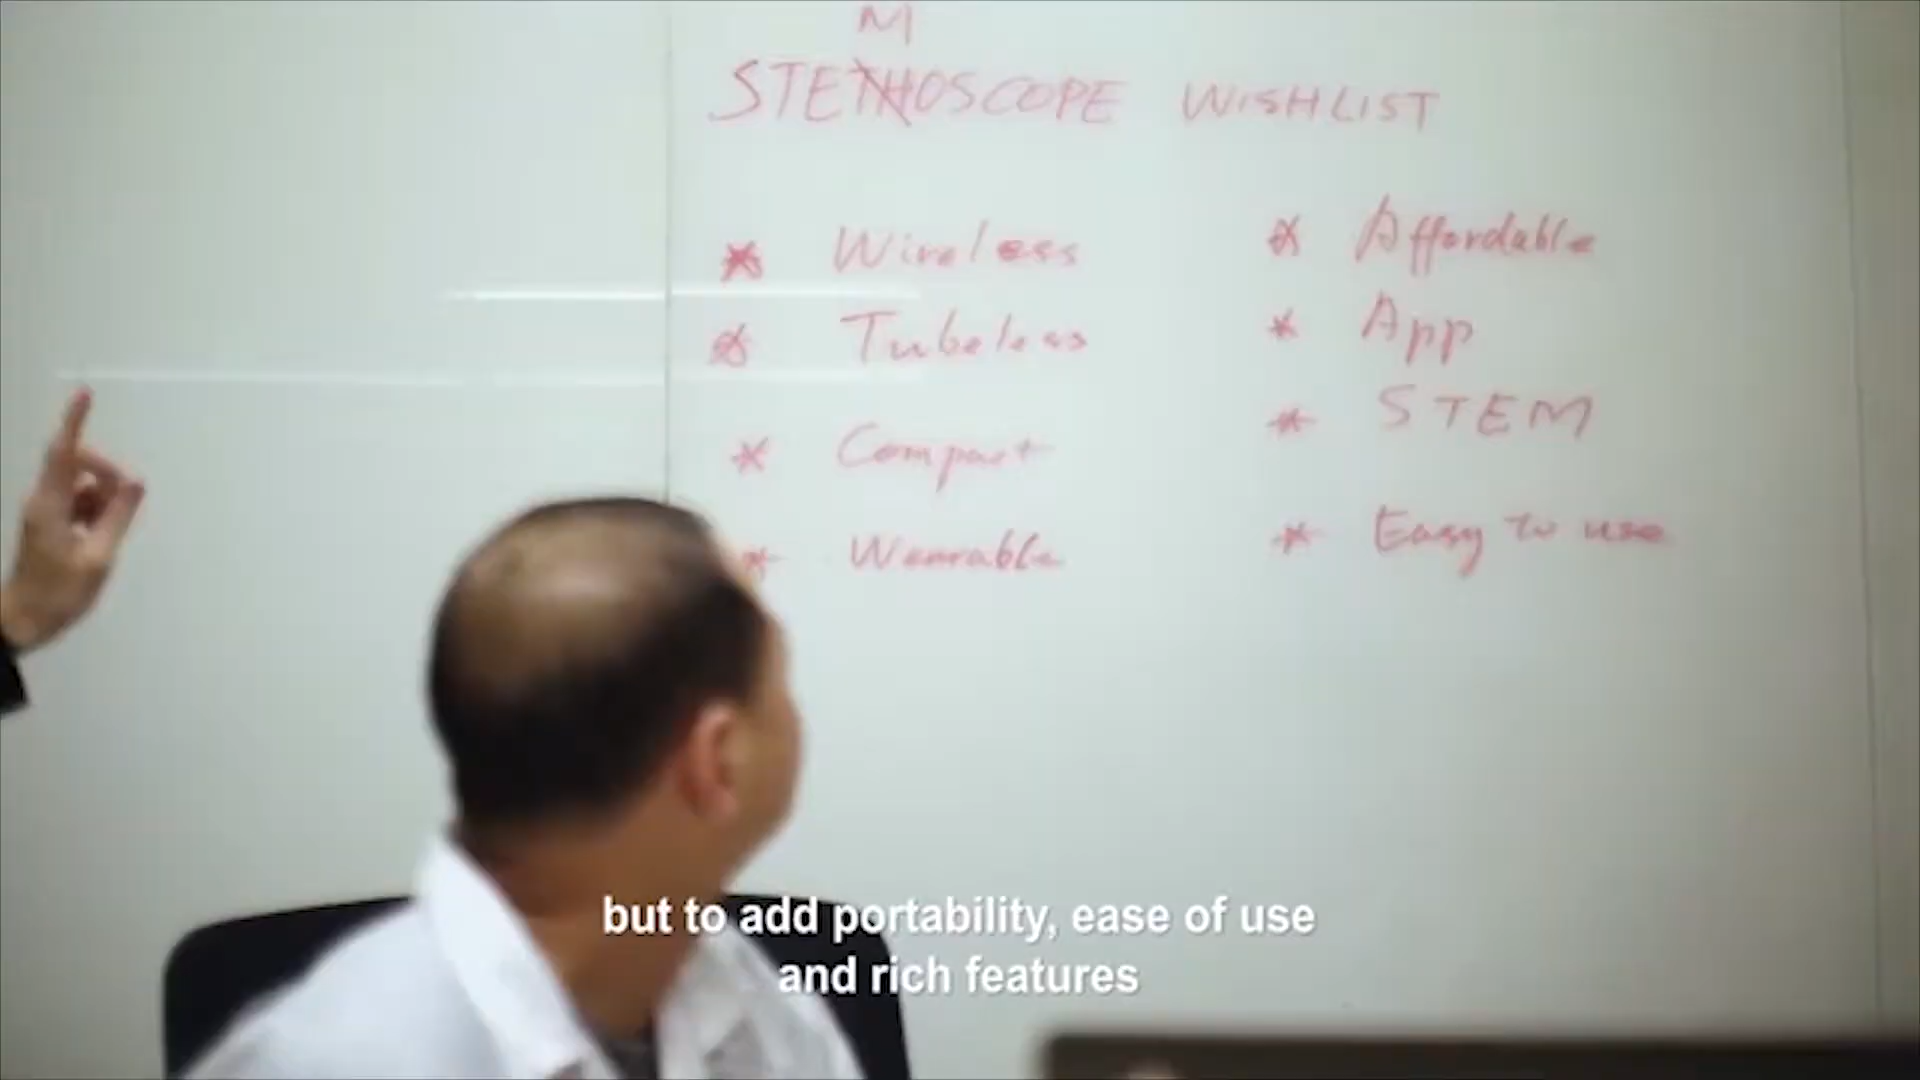 M
STETHOSCOPE WISHLIST
* Wireless
* Tubeless
* Compact
* Wearable
* Affordable
* App
* STEM
* Easy to use
but to add portability, ease of use
and rich features